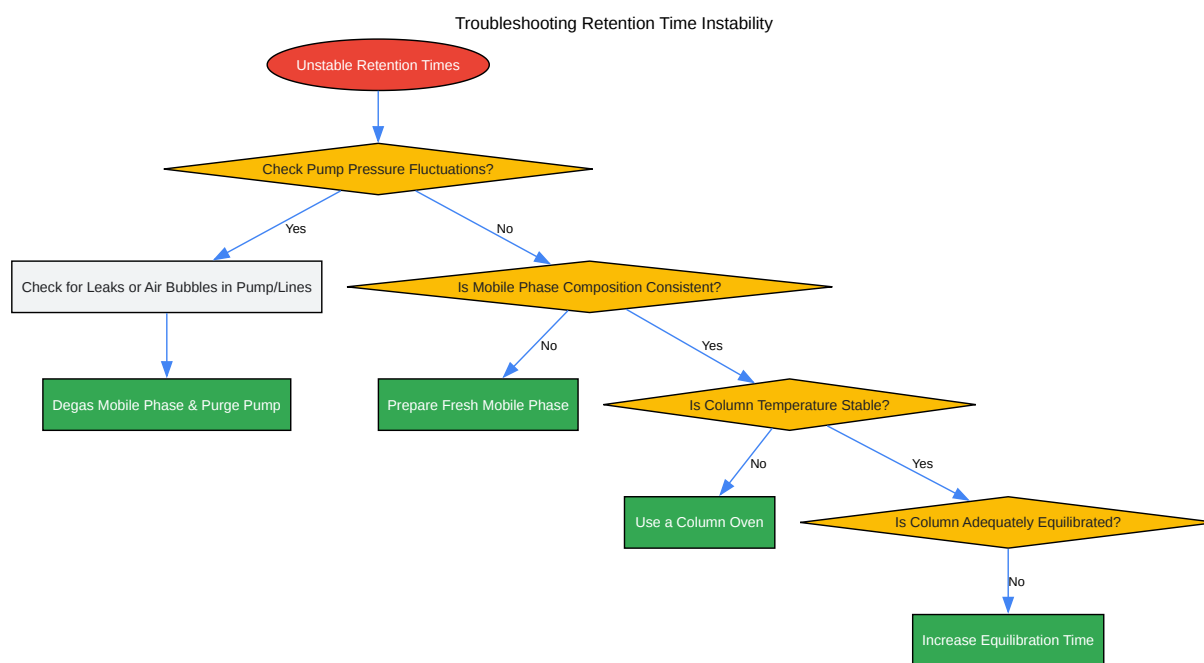 Troubleshooting Retention Time Instability
Unstable Retention Times
Check Pump Pressure Fluctuations?
Yes
No
Check for Leaks or Air Bubbles in Pump/Lines
Is Mobile Phase Composition Consistent?
No
Yes
Degas Mobile Phase & Purge Pump
Prepare Fresh Mobile Phase
Is Column Temperature Stable?
No
Yes
Use a Column Oven
Is Column Adequately Equilibrated?
No
Increase Equilibration Time